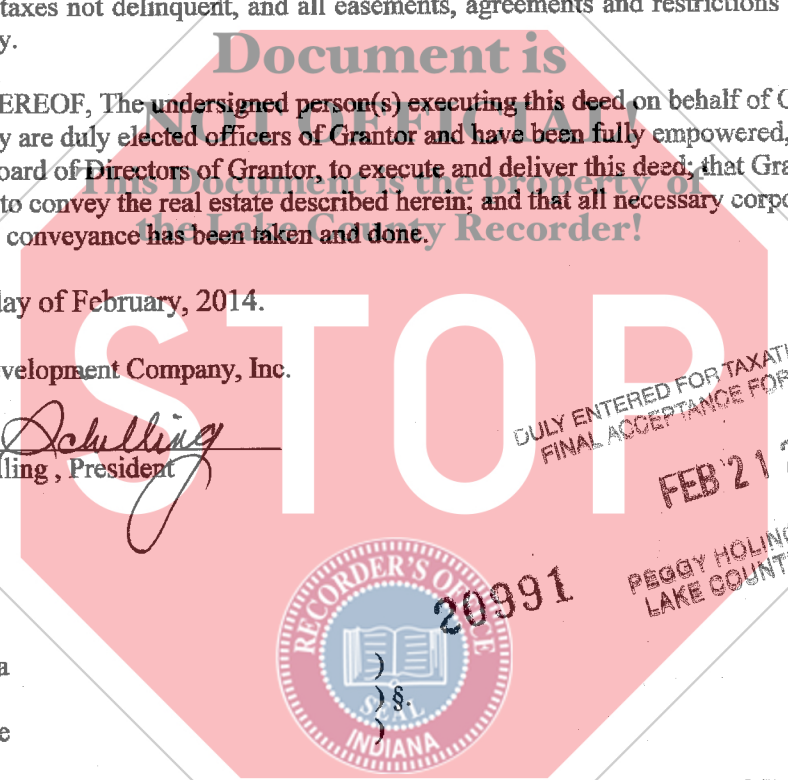 taxes not delinquent, and all easements, agreements and restrictions
y.
Document is
EREOF, The undersigned person(s) executing this deed on behalf of G
NOT OFFICIAL!
y are duly elected officers of Grantor and have been fully empowered,
oard of Directors of Grantor, to execute and deliver this deed; that Gra
This Document is the property of
to convey the real estate described herein; and that all necessary corpo
the Lake County Recorder!
conveyance has been taken and done.
day of February, 2014.
STOP
velopment Company, Inc.
Schilling
lling , President
DULY ENTERED FOR TAXATI
FINAL ACCEPTANCE FOR
FEB 21 2
PEGGY HOLING
LAKE COUNT
20991
RECORDER'S OFFICE
SEAL
INDIANA
a
)
) §.
)
e